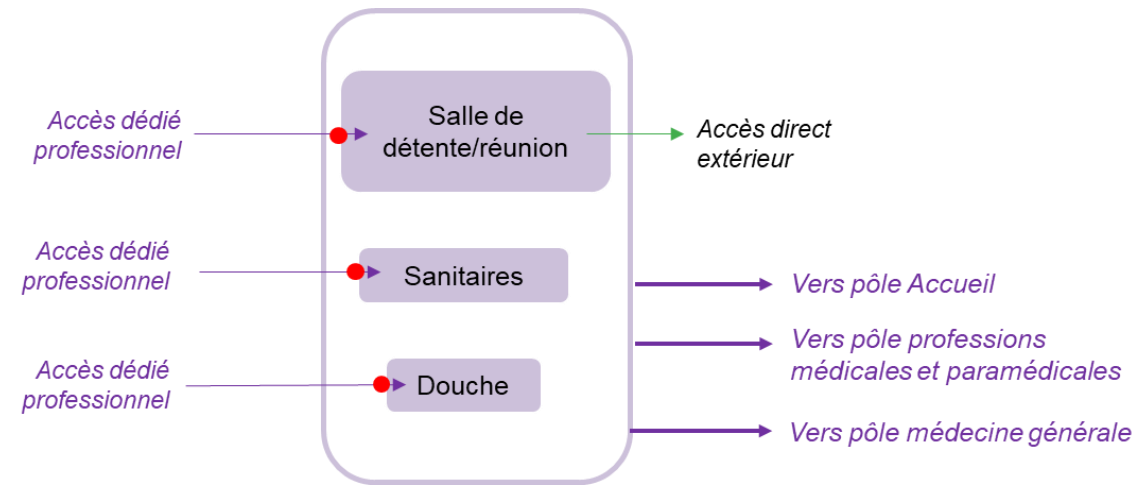 Accès dédié
professionnel
Salle de
détente/réunion
Accès direct
extérieur
Accès dédié
professionnel
Sanitaires
Vers pôle Accueil
Vers pôle professions
médicales et paramédicales
Accès dédié
professionnel
Douche
Vers pôle médecine générale